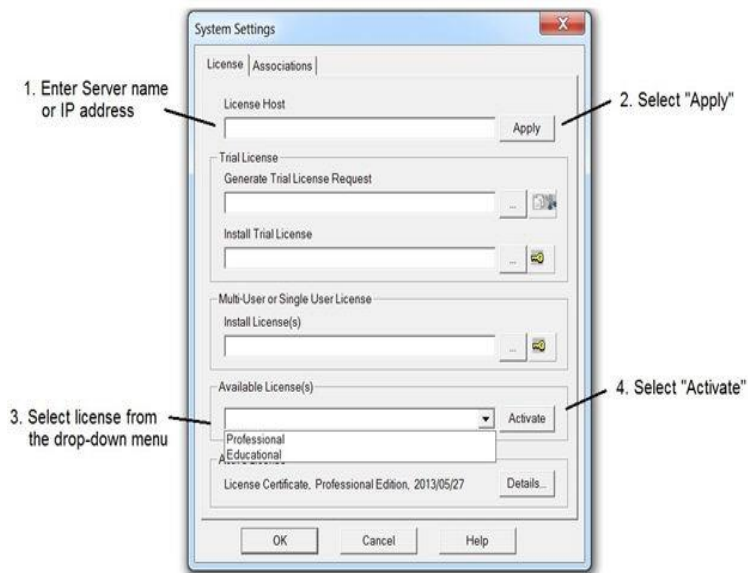 System Settings
License
Associations
1. Enter Server name
or IP address
License Host
Apply
2. Select "Apply"
Trial License
Generate Trial License Request
...
Install Trial License
...
Multi-User or Single User License
Install License(s)
...
Available License(s)
Activate
4. Select "Activate"
3. Select license from
the drop-down menu
Professional
Educational
License Certificate, Professional Edition, 2013/05/27
Details...
OK
Cancel
Help